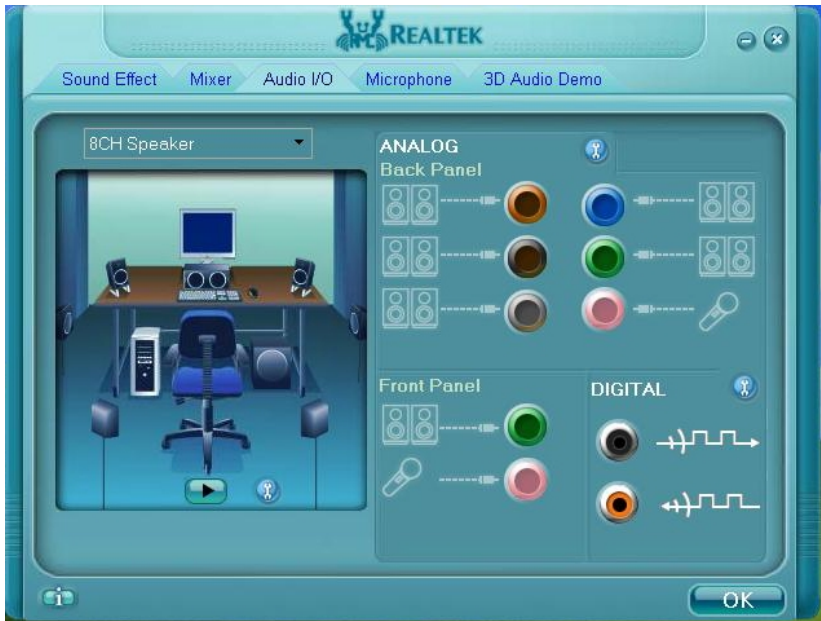 REALTEK
Sound Effect Mixer Audio I/O Microphone 3D Audio Demo
8CH Speaker
ANALOG
Back Panel
Front Panel
DIGITAL
i
OK